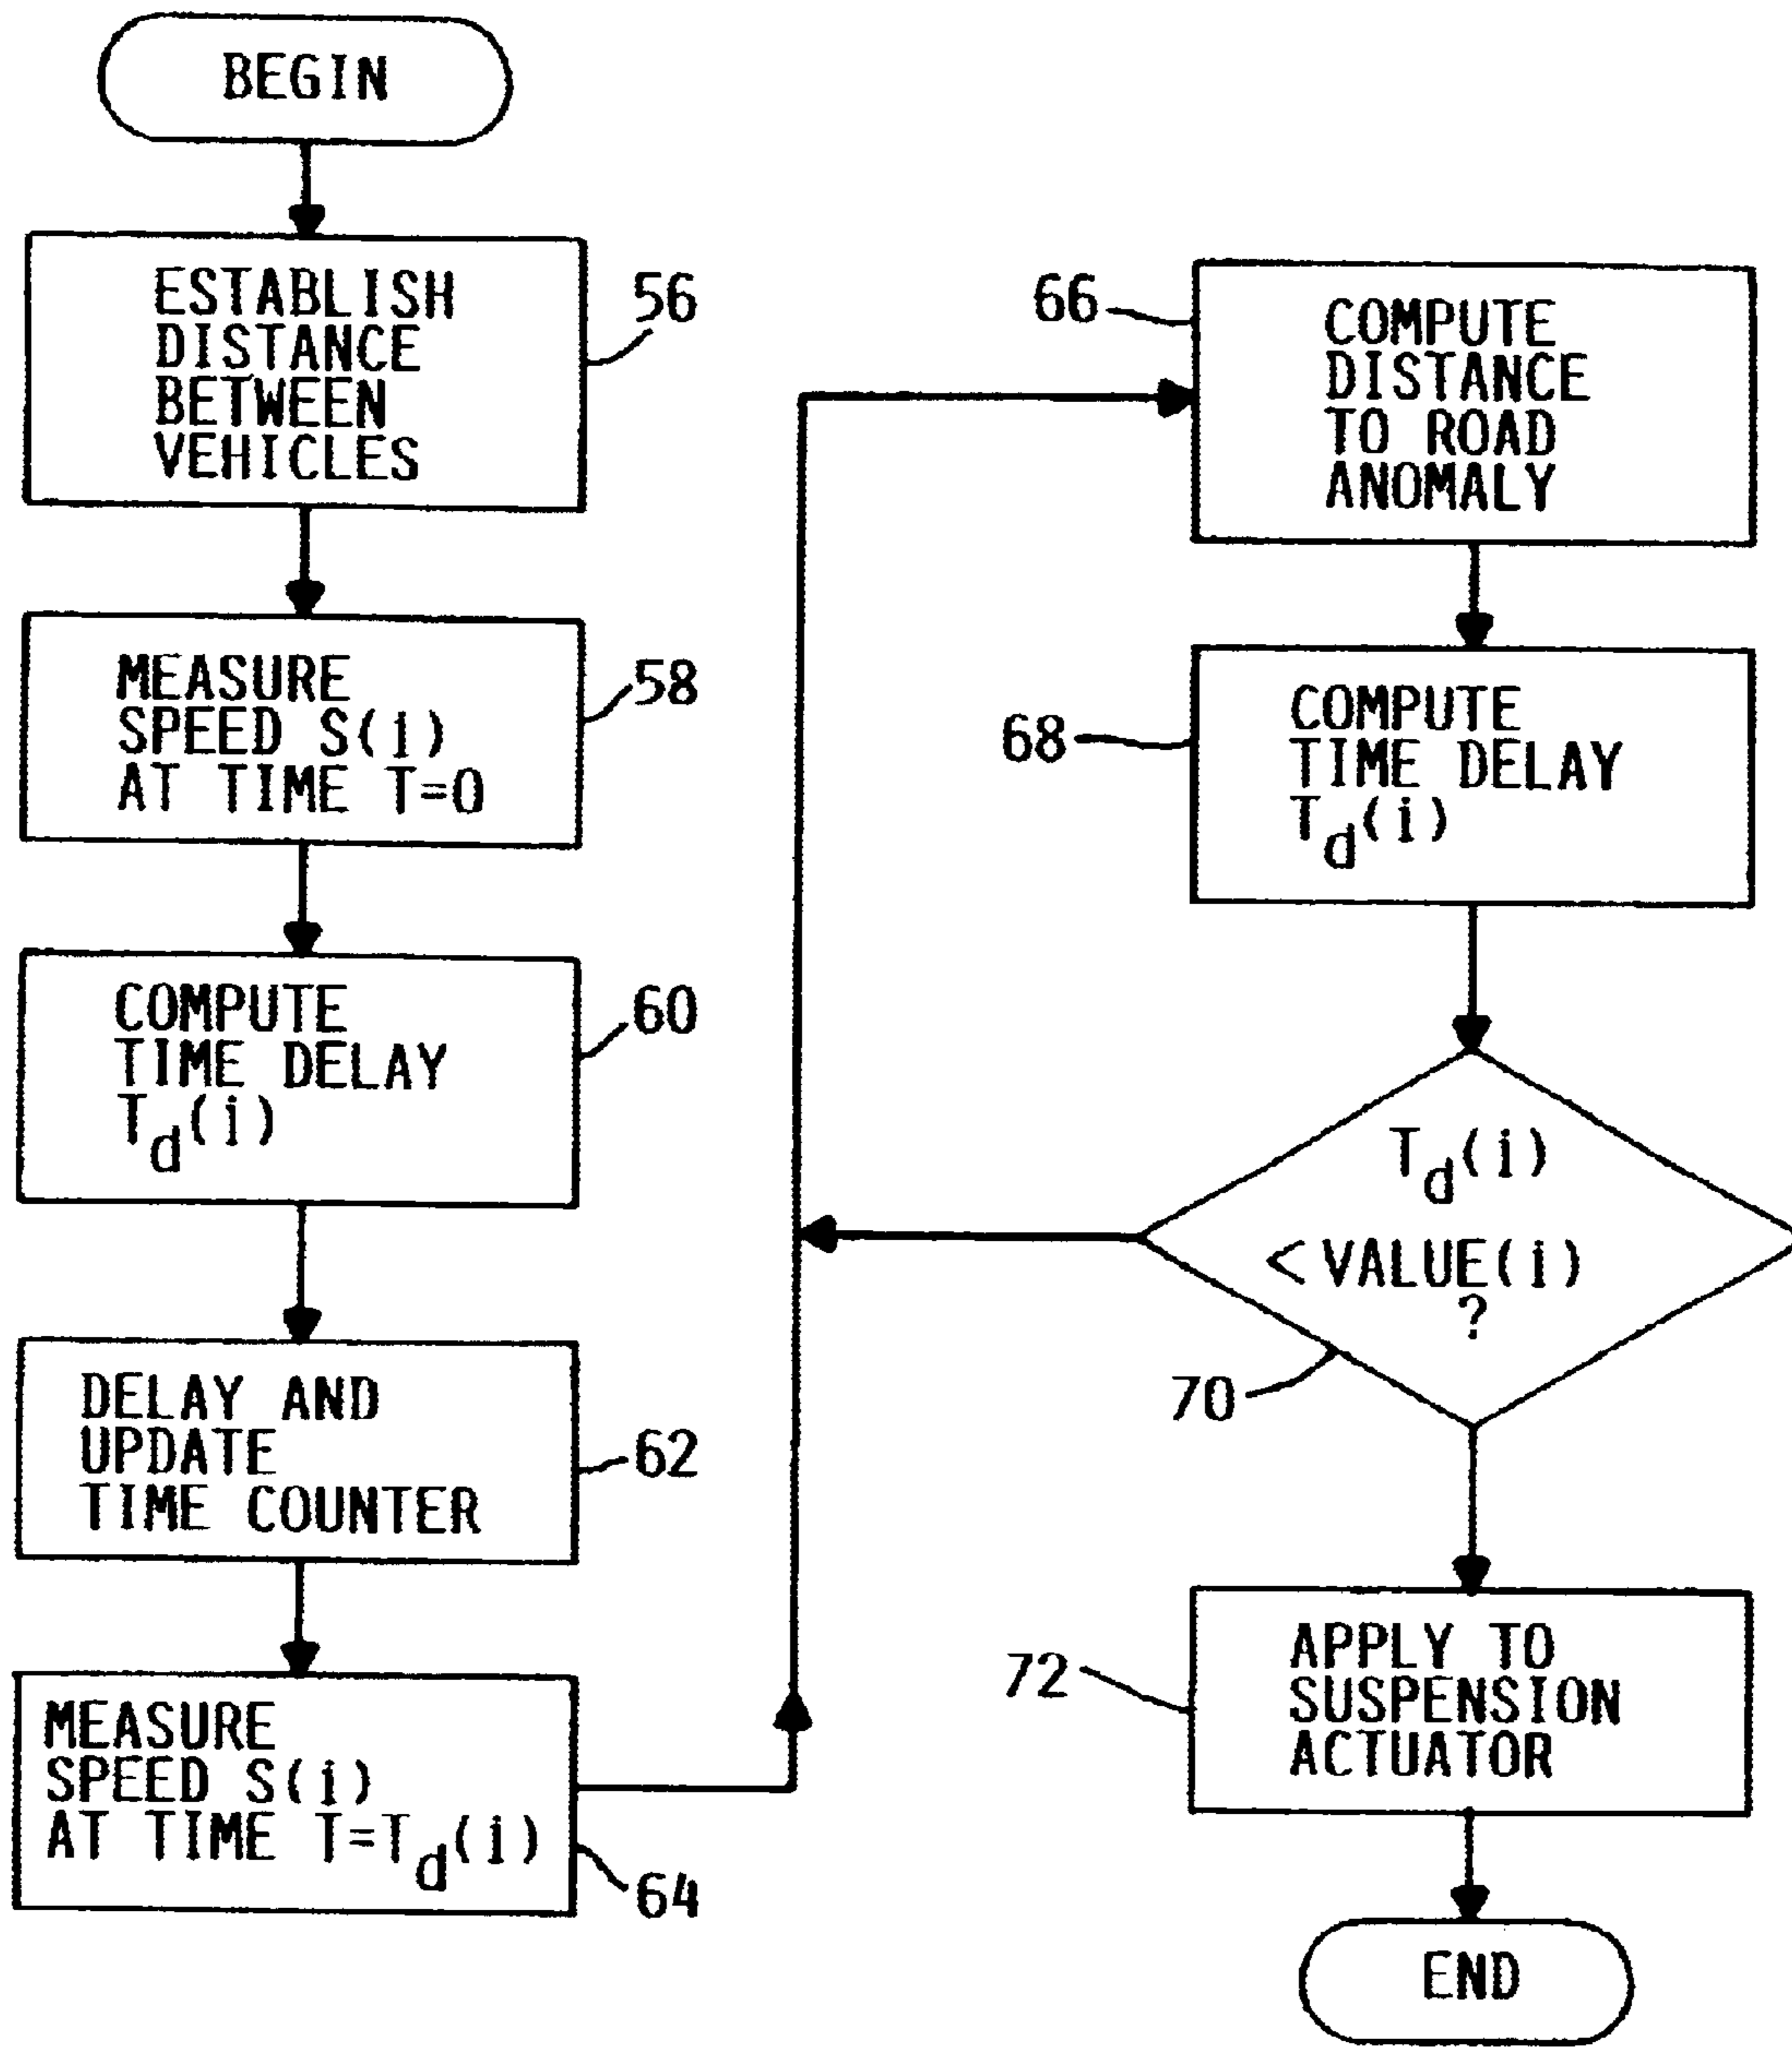 BEGIN
ESTABLISH
DISTANCE
BETWEEN
VEHICLES
56
MEASURE
SPEED S(i)
AT TIME T=0
58
COMPUTE
TIME DELAY
Td(i)
60
DELAY AND
UPDATE
TIME COUNTER
62
MEASURE
SPEED S(i)
AT TIME T=Td(i)
64
66
COMPUTE
DISTANCE
TO ROAD
ANOMALY
68
COMPUTE
TIME DELAY
Td(i)
Td(i)
< VALUE(i)
?
70
72
APPLY TO
SUSPENSION
ACTUATOR
END